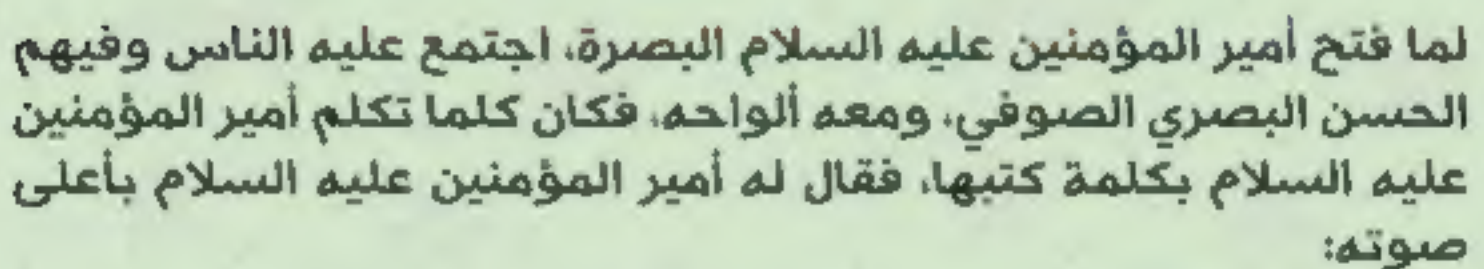 لما فتح أمير المؤمنين عليه السلام البصرة، اجتمع عليه الناس وفيهم
الحسن البصري الصوفي، ومعه ألواحه، فكان كلما تكلم أمير المؤمنين
عليه السلام بكلمة كتبها، فقال له أمير المؤمنين عليه السلام بأعلى
صوته: